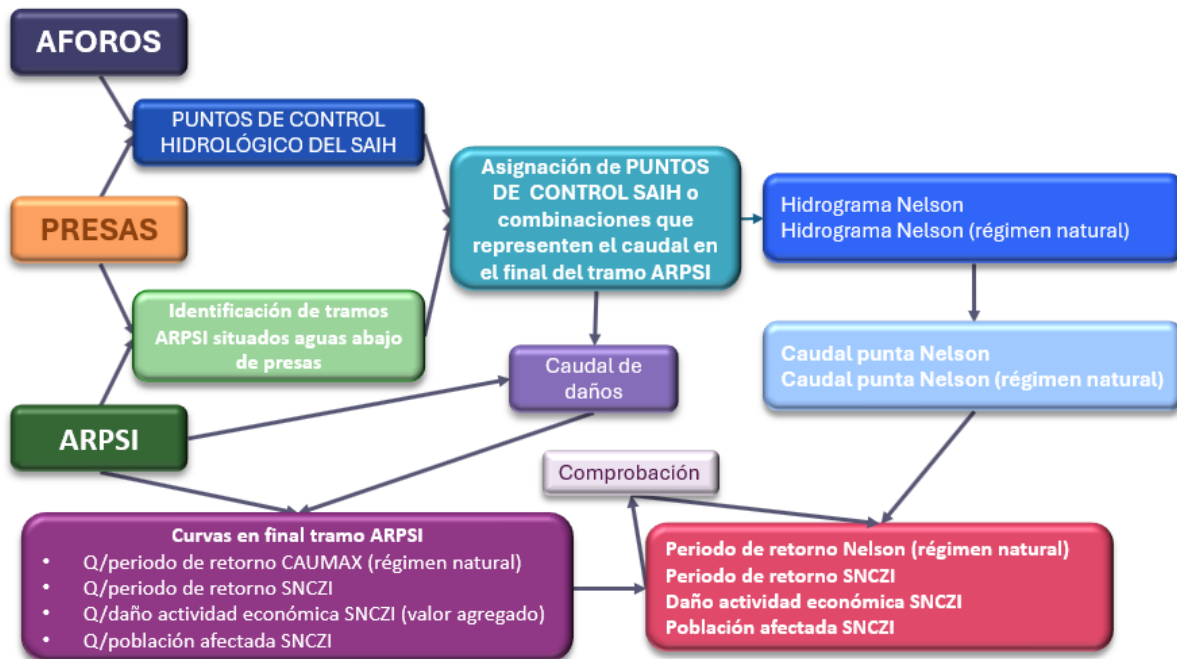 AFOROS
PUNTOS DE CONTROL
HIDROLÓGICO DEL SAIH
PRESAS
Identificación de tramos
ARPSI situados aguas abajo
de presas
ARPSI
Asignación de PUNTOS
DE CONTROL SAIH o
combinaciones que
representen el caudal en
el final del tramo ARPSI
Hidrograma Nelson
Hidrograma Nelson (régimen natural)
Caudal de
daños
Caudal punta Nelson
Caudal punta Nelson (régimen natural)
Comprobación
Curvas en final tramo ARPSI
• Q/periodo de retorno CAUMAX (régimen natural)
• Q/periodo de retorno SNCZI
• Q/daño actividad económica SNCZI (valor agregado)
• Q/población afectada SNCZI
Periodo de retorno Nelson (régimen natural)
Periodo de retorno SNCZI
Daño actividad económica SNCZI
Población afectada SNCZI